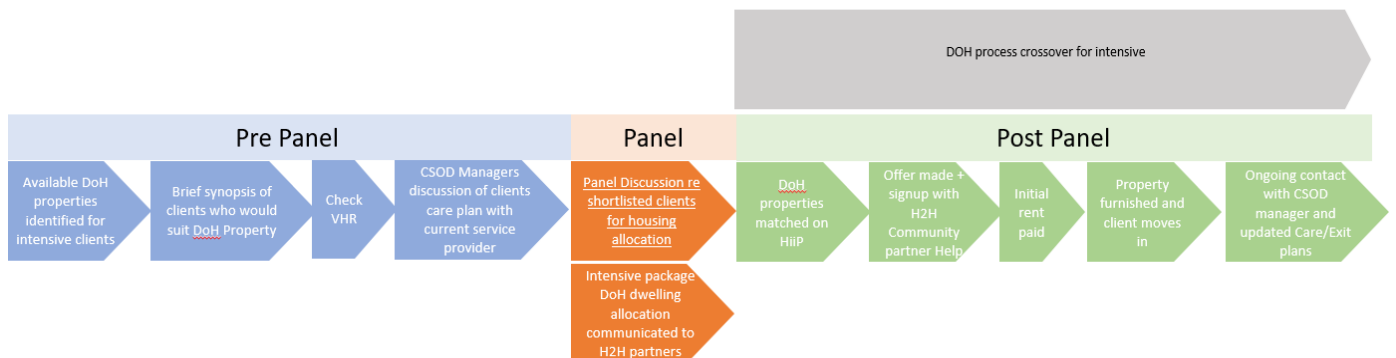 DOH process crossover for intensive
Pre Panel
Panel
Post Panel
Available DoH
properties
identified for
intensive clients
Brief synopsis of
clients who would
suit DoH Property
Check
VHR
CSOD Managers
discussion of clients
care plan with
current service
provider
Panel Discussion re
shortlisted clients
for housing
allocation
Intensive package
DoH dwelling
allocation
communicated to
H2H partners
DoH
properties
matched on
HiiP
Offer made +
signup with
H2H
Community
partner Help
Initial
rent
paid
Property
furnished and
client moves
in
Ongoing contact
with CSOD
manager and
updated Care/Exit
plans